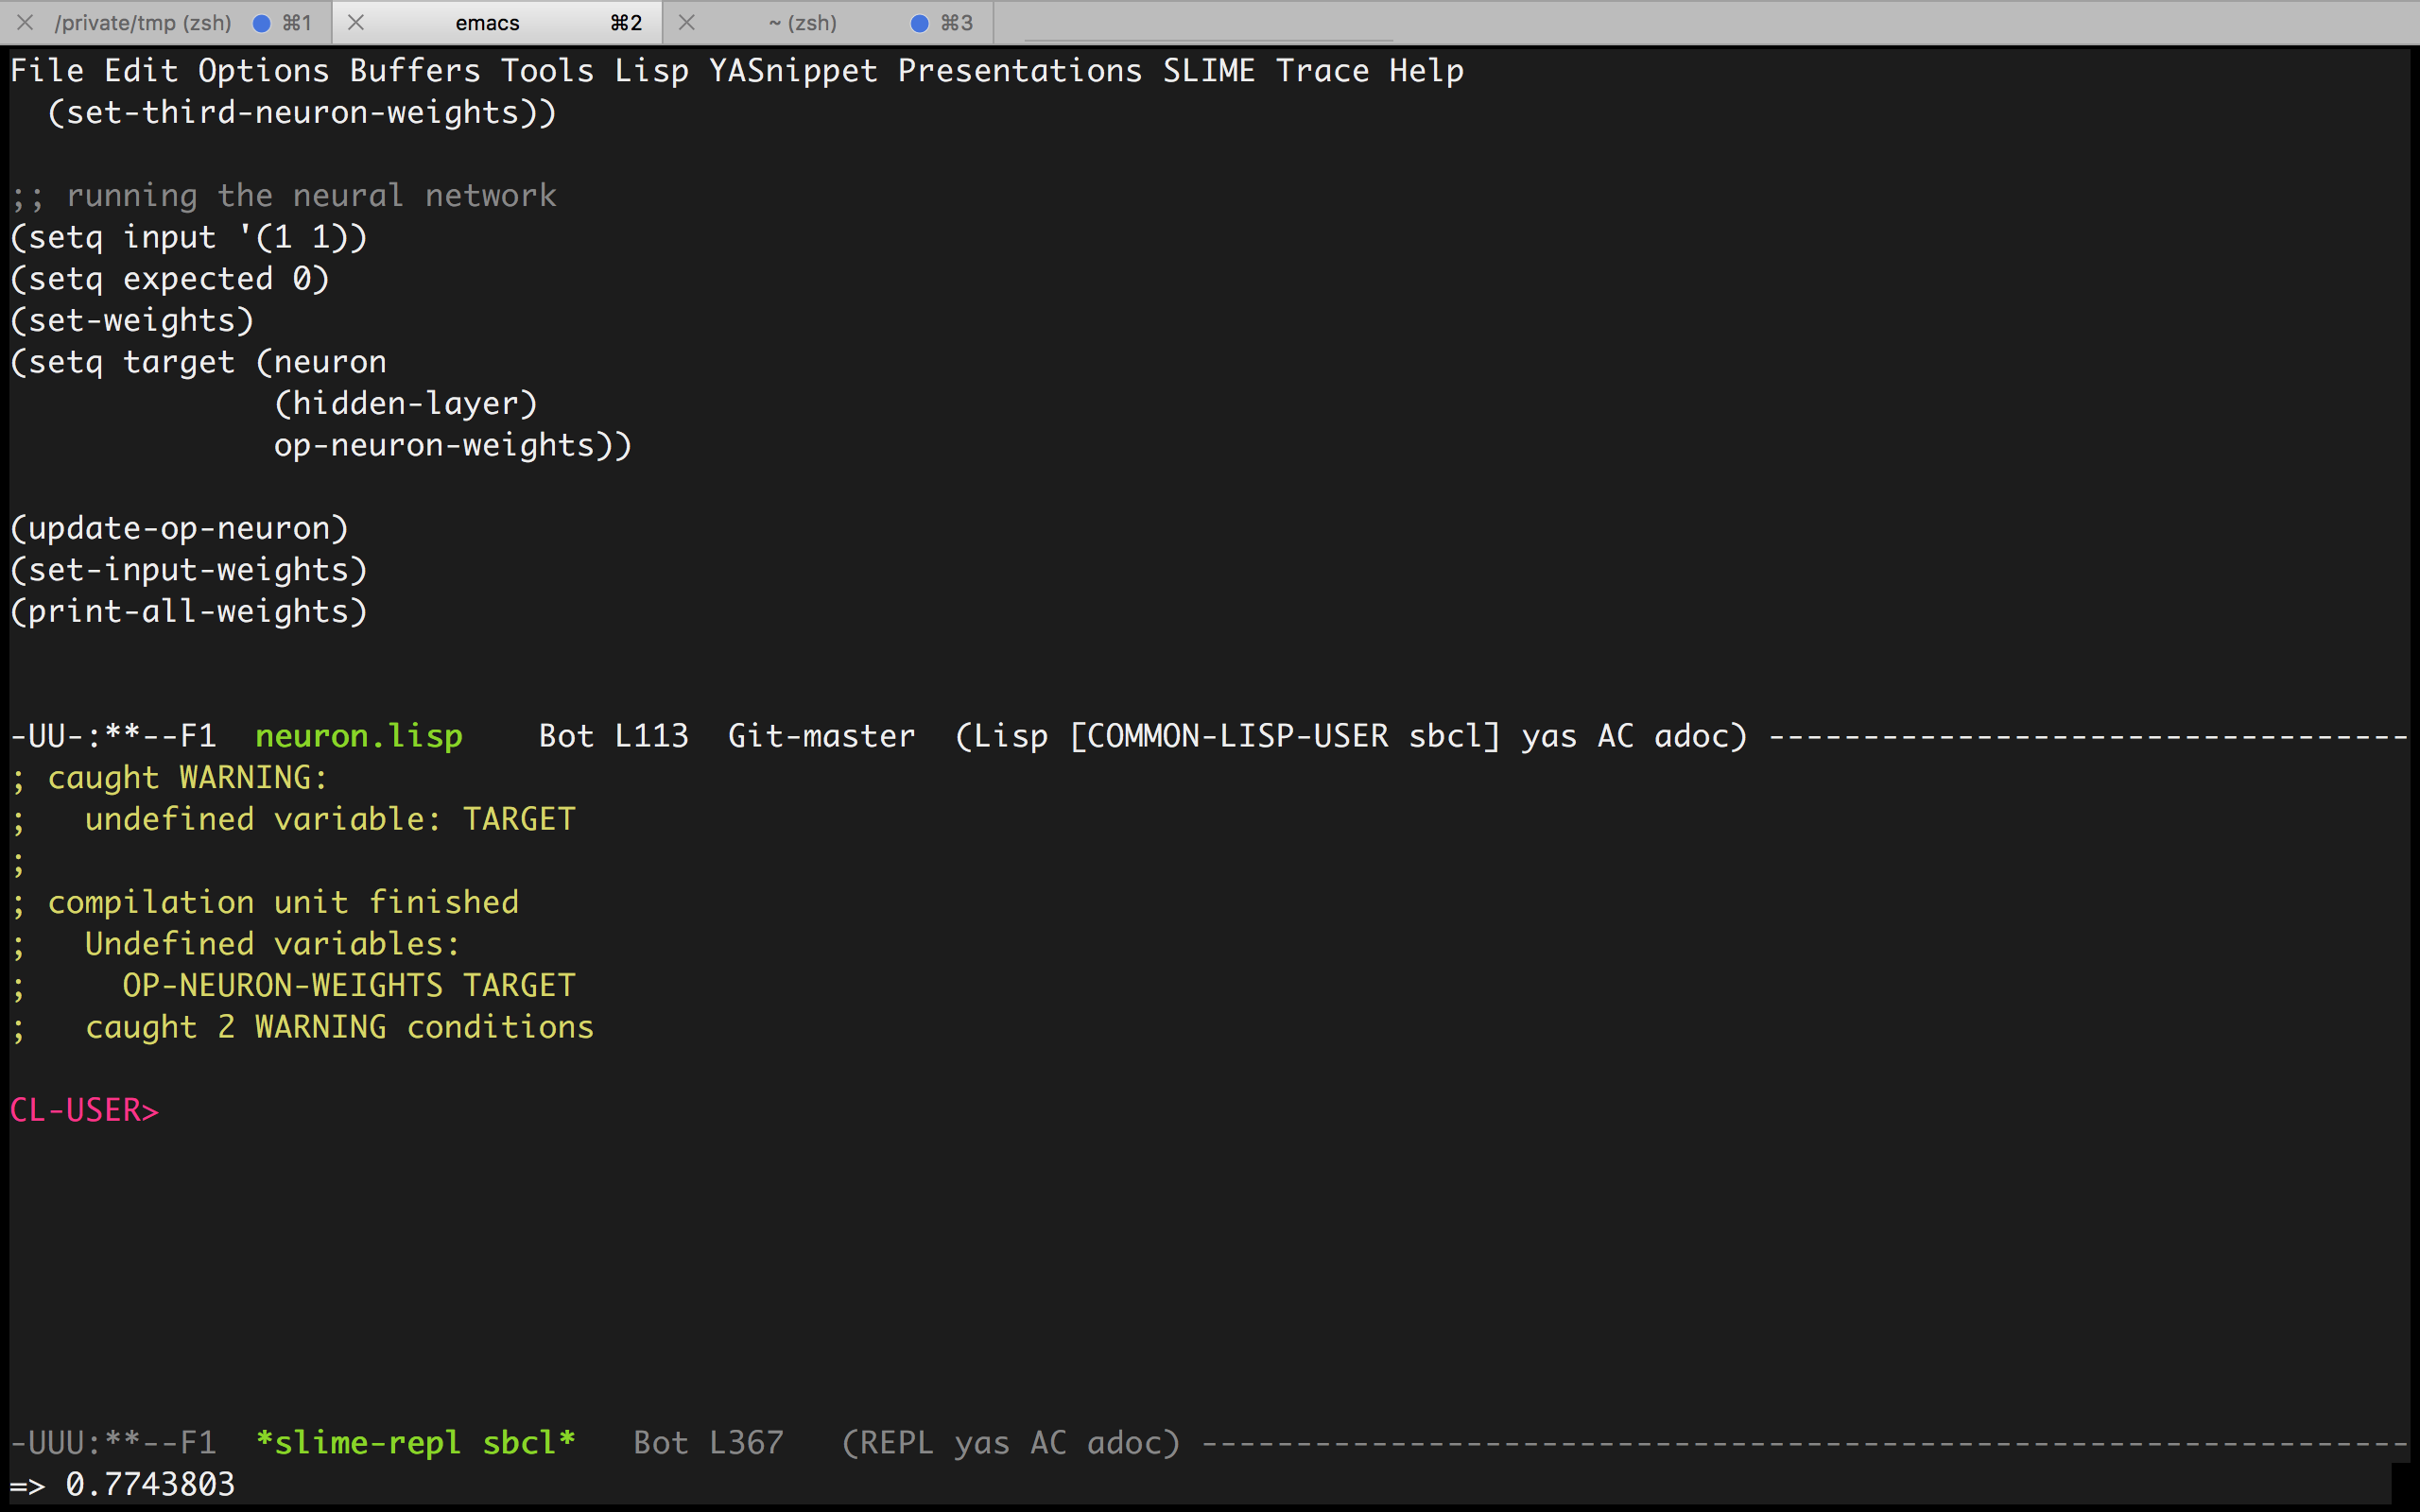 /private/tmp (zsh) ⌘1 emacs ⌘2 ~ (zsh) ⌘3
File Edit Options Buffers Tools Lisp YASnippet Presentations SLIME Trace Help
  (set-third-neuron-weights))
;; running the neural network
(setq input '(1 1))
(setq expected 0)
(set-weights)
(setq target (neuron
              (hidden-layer)
              op-neuron-weights))
(update-op-neuron)
(set-input-weights)
(print-all-weights)
-UU-:**--F1  neuron.lisp    Bot L113  Git-master  (Lisp [COMMON-LISP-USER sbcl] yas AC adoc) ----------------------------------
; caught WARNING:
;   undefined variable: TARGET
;
; compilation unit finished
;   Undefined variables:
;     OP-NEURON-WEIGHTS TARGET
;   caught 2 WARNING conditions
CL-USER>
-UUU:**--F1  *slime-repl sbcl*   Bot L367   (REPL yas AC adoc) ----------------------------------------------------------------
=> 0.7743803